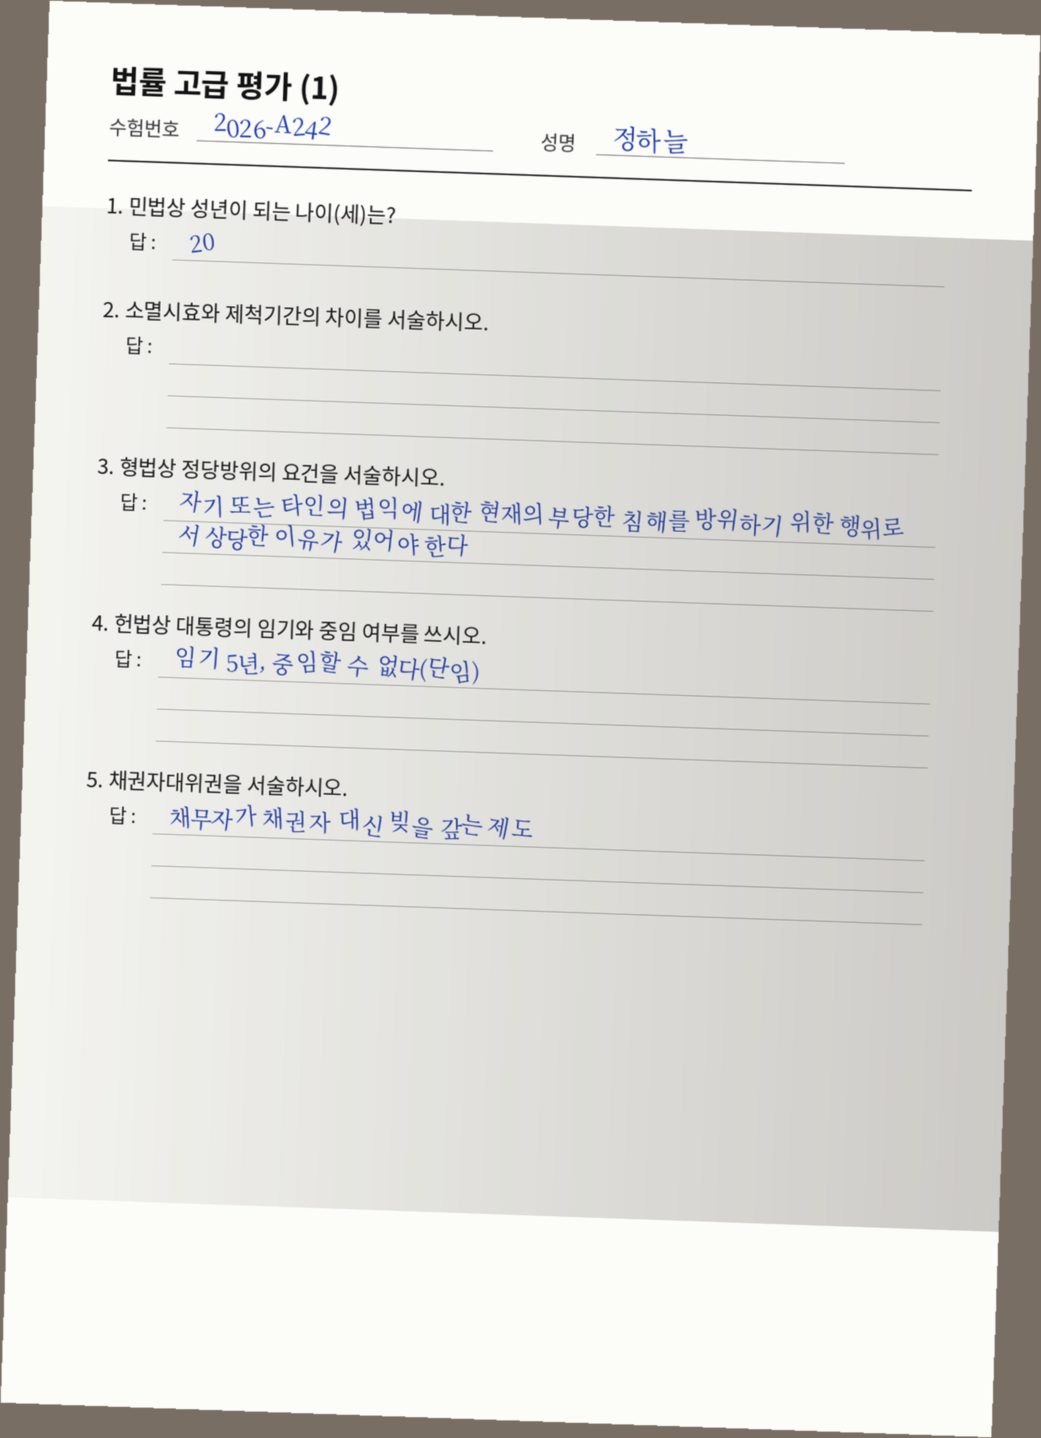 법률 고급 평가 (1)
수험번호 2026-A242 성명 정하늘
1. 민법상 성년이 되는 나이(세)는?
답 : 20
2. 소멸시효와 제척기간의 차이를 서술하시오.
답 :
3. 형법상 정당방위의 요건을 서술하시오.
답 : 자기 또는 타인의 법익에 대한 현재의 부당한 침해를 방위하기 위한 행위로
서 상당한 이유가 있어야 한다
4. 헌법상 대통령의 임기와 중임 여부를 쓰시오.
답 : 임기 5년, 중임할 수 없다(단임)
5. 채권자대위권을 서술하시오.
답 : 채무자가 채권자 대신 빚을 갚는 제도